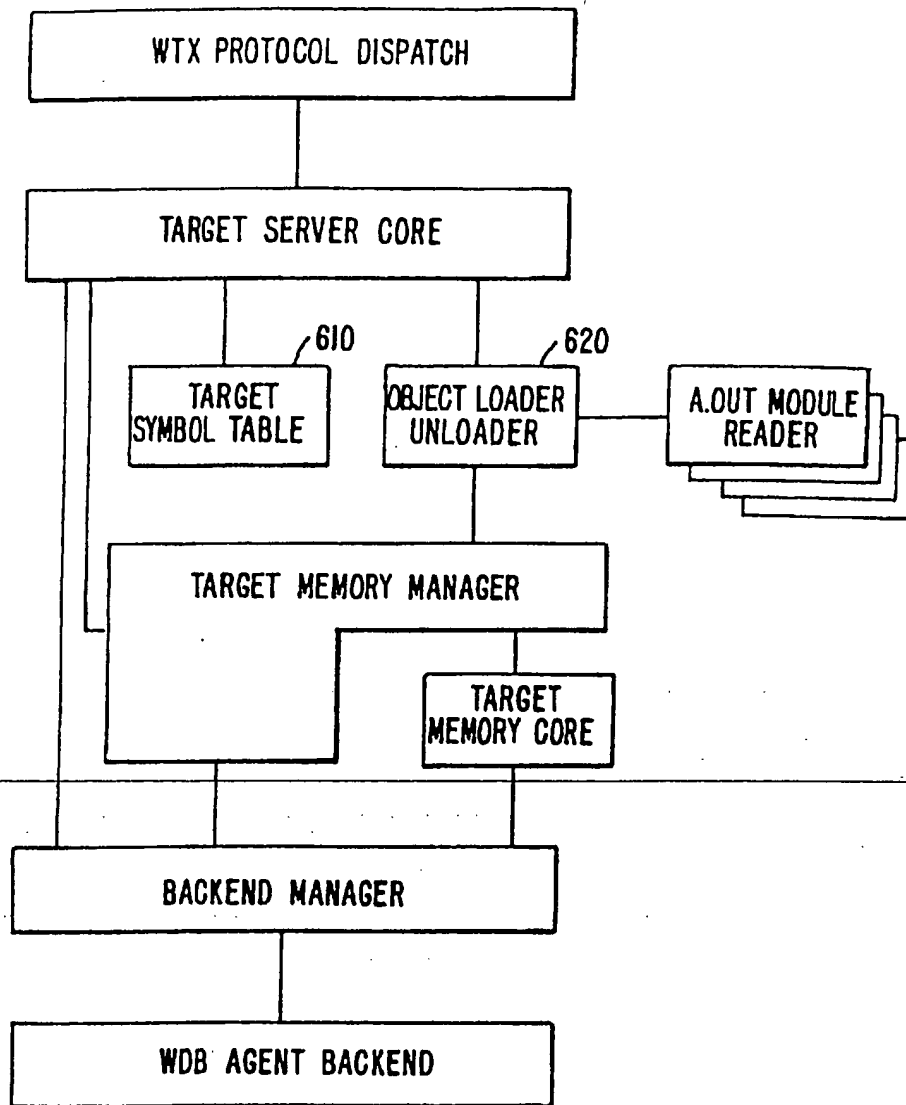 WTX PROTOCOL DISPATCH
TARGET SERVER CORE
610
620
TARGET
SYMBOL TABLE
OBJECT LOADER
UNLOADER
A.OUT MODULE
READER
TARGET MEMORY MANAGER
TARGET
MEMORY CORE
BACKEND MANAGER
WDB AGENT BACKEND